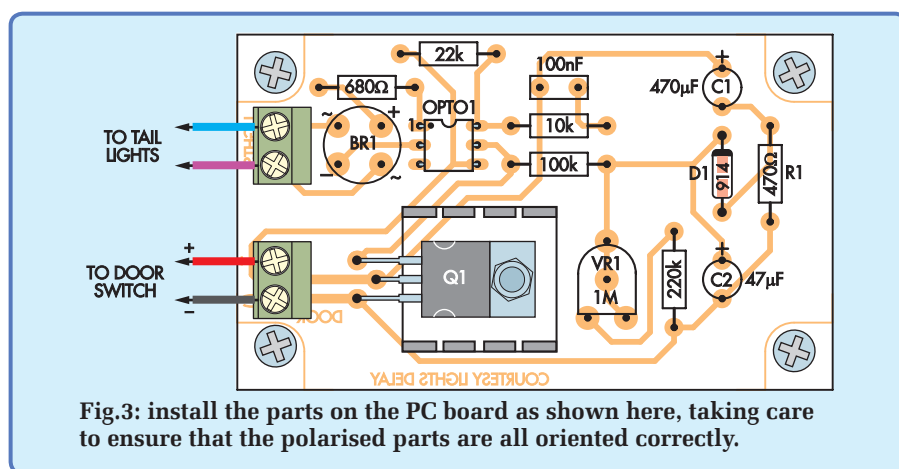 22k
100nF
680Ω
470µF
C1
OPTO1
~
+
+
1
10k
TO TAIL
LIGHTS
BR1
100k
D1
914
470Ω
R1
−
~
+
TO DOOR
SWITCH
−
Q1
VR1
1M
220k
+
C2
47µF
DOOR
COURTESY LIGHTS DELAY
Fig.3: install the parts on the PC board as shown here, taking care
to ensure that the polarised parts are all oriented correctly.